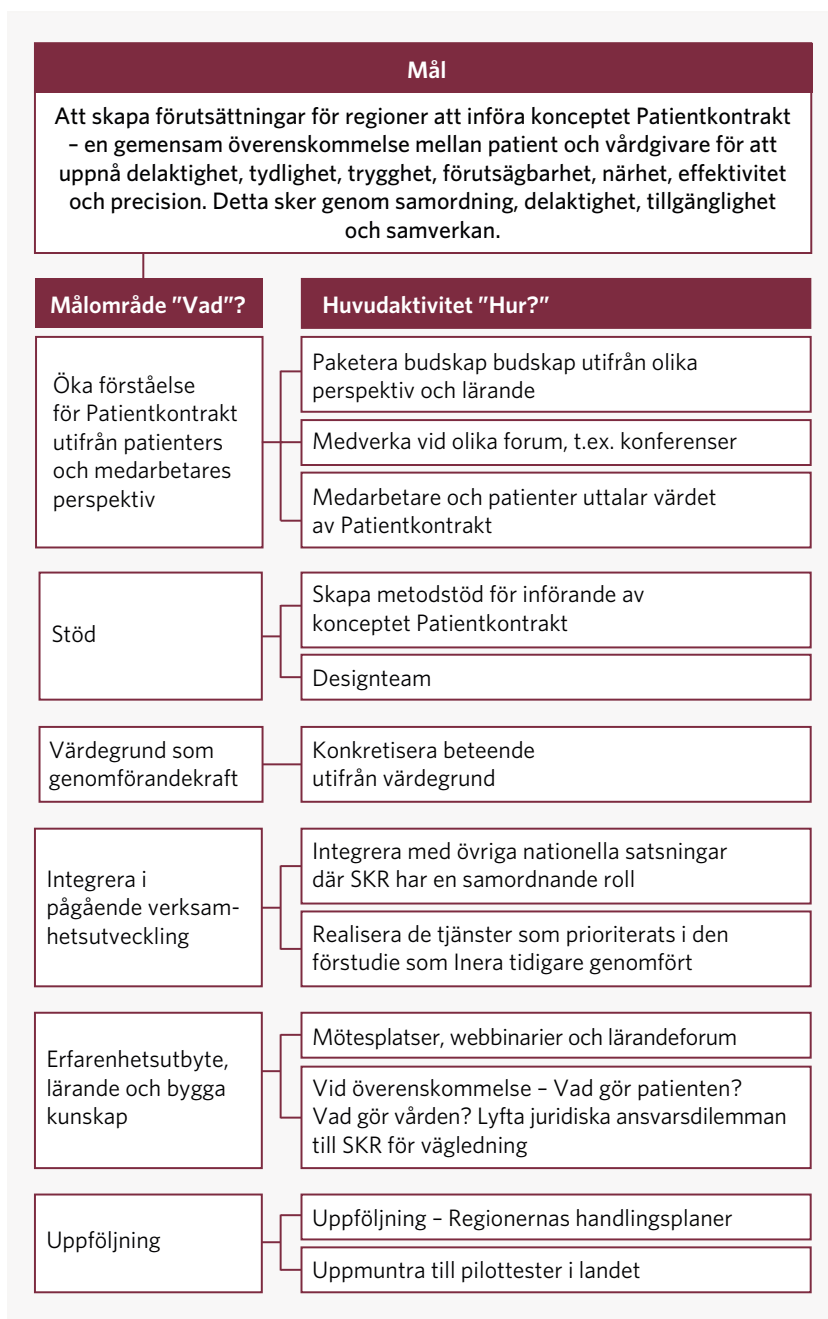 Mål
Att skapa förutsättningar för regioner att införa konceptet Patientkontrakt
– en gemensam överenskommelse mellan patient och vårdgivare för att
uppnå delaktighet, tydlighet, trygghet, förutsägbarhet, närhet, effektivitet
och precision. Detta sker genom samordning, delaktighet, tillgänglighet
och samverkan.
Målområde ”Vad”?
Huvudaktivitet ”Hur?”
Öka förståelse
för Patientkontrakt
utifrån patienters
och medarbetares
perspektiv
Paketera budskap budskap utifrån olika
perspektiv och lärande
Medverka vid olika forum, t.ex. konferenser
Medarbetare och patienter uttalar värdet
av Patientkontrakt
Stöd
Skapa metodstöd för införande av
konceptet Patientkontrakt
Designteam
Värdegrund som
genomförandekraft
Konkretisera beteende
utifrån värdegrund
Integrera i
pågående verksam-
hetsutveckling
Integrera med övriga nationella satsningar
där SKR har en samordnande roll
Realisera de tjänster som prioriterats i den
förstudie som Inera tidigare genomfört
Erfarenhetsutbyte,
lärande och bygga
kunskap
Mötesplatser, webbinarier och lärandeforum
Vid överenskommelse – Vad gör patienten?
Vad gör vården? Lyfta juridiska ansvarsdilemman
till SKR för vägledning
Uppföljning
Uppföljning – Regionernas handlingsplaner
Uppmuntra till pilottester i landet